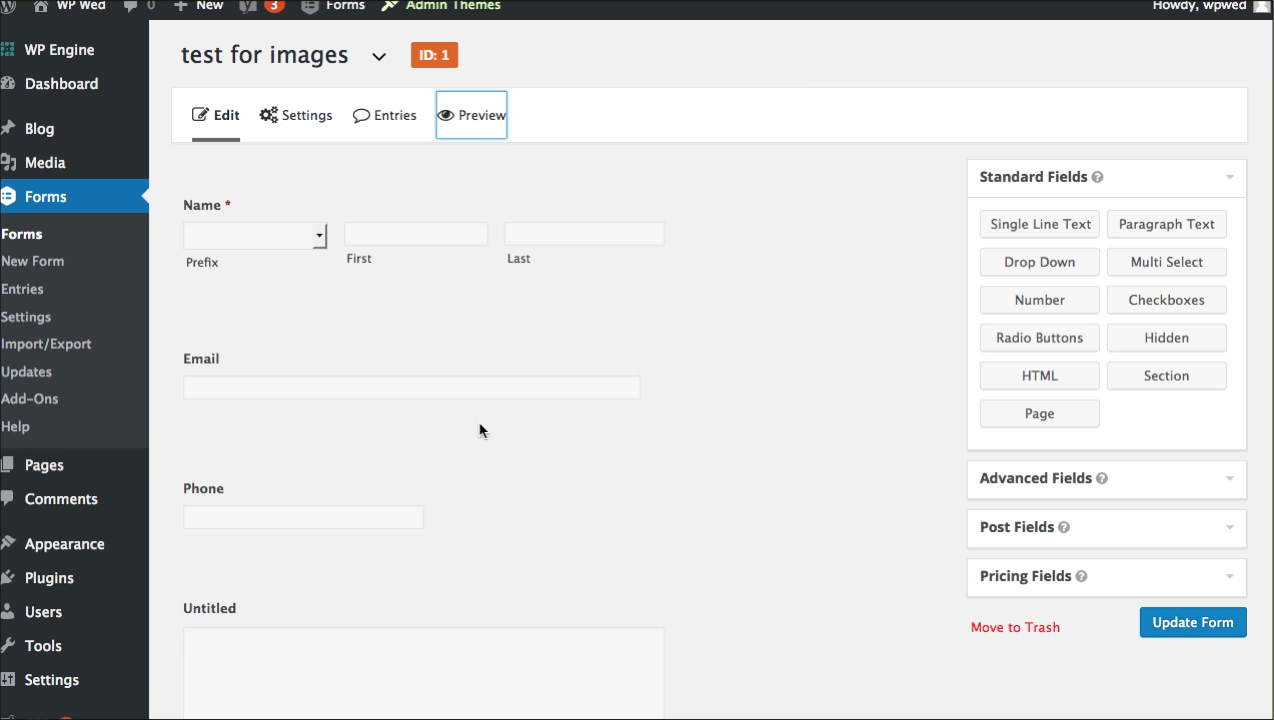 WP Wed 0 New 3 Forms Admin Themes Howdy, wpwed
WP Engine
Dashboard
Blog
Media
Forms
Forms
New Form
Entries
Settings
Import/Export
Updates
Add-Ons
Help
Pages
Comments
Appearance
Plugins
Users
Tools
Settings
test for images ID: 1
Edit Settings Entries Preview
Name *
Prefix First Last
Email
Phone
Untitled
Standard Fields ?
Single Line Text Paragraph Text
Drop Down Multi Select
Number Checkboxes
Radio Buttons Hidden
HTML Section
Page
Advanced Fields ?
Post Fields ?
Pricing Fields ?
Move to Trash Update Form